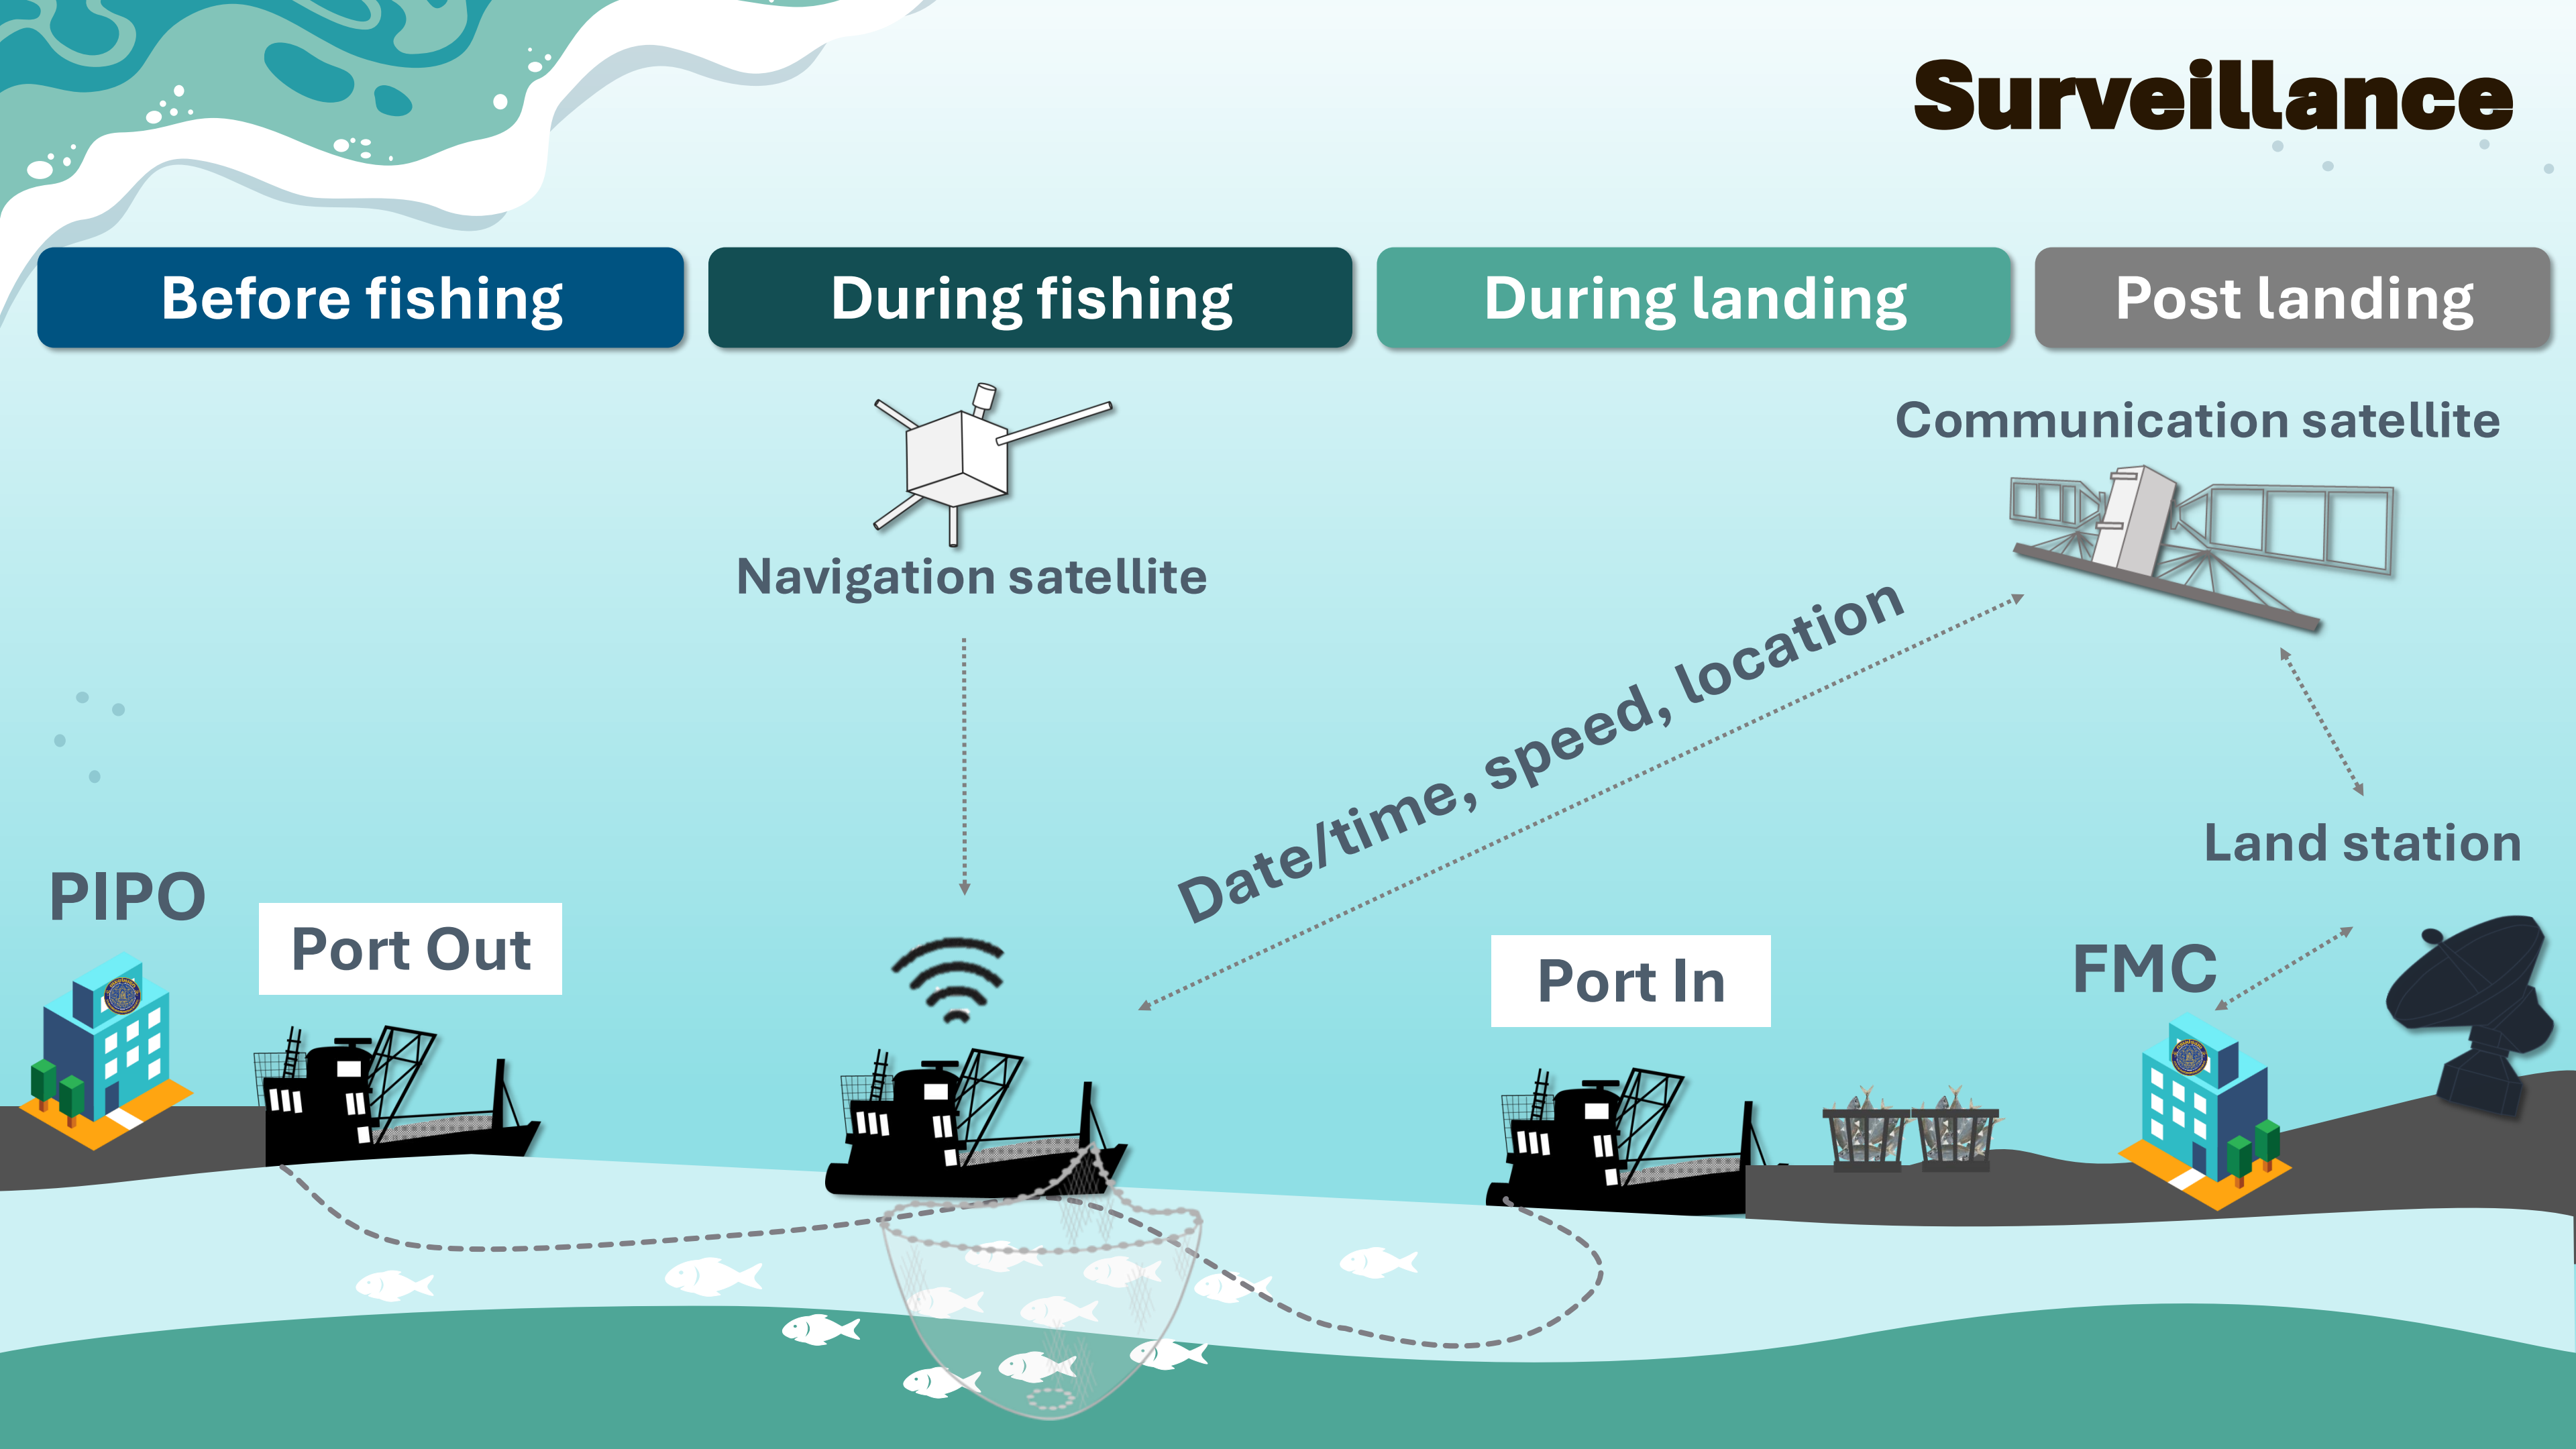 Surveillance
Before fishing
During fishing
During landing
Post landing
Communication satellite
Navigation satellite
Date/time, speed, location
Land station
PIPO
Port Out
Port In
FMC